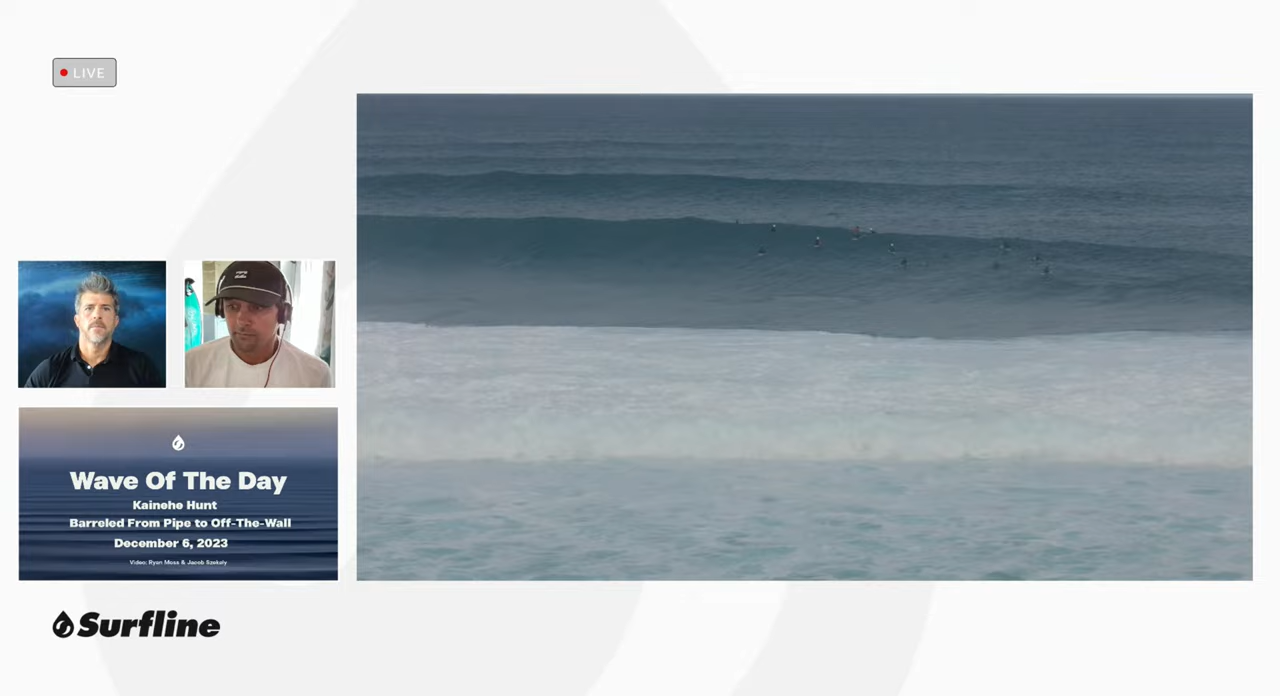 LIVE
Wave Of The Day
Kainehe Hunt
Barreled From Pipe to Off-The-Wall
December 6, 2023
Video: Ryan Moss & Jacob Szekely
Surfline